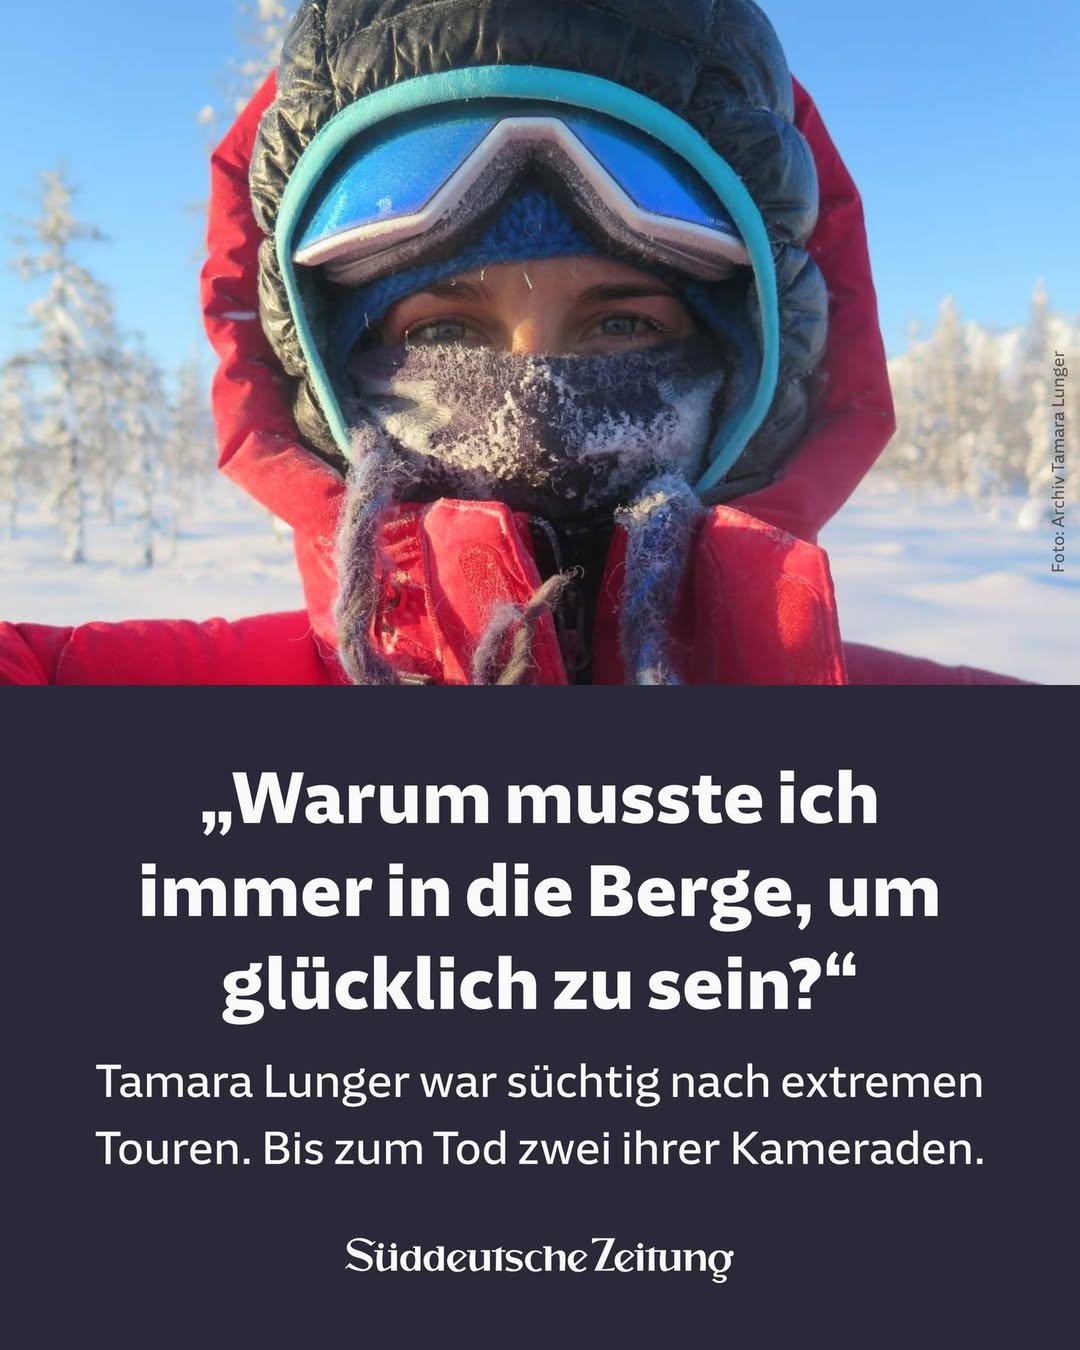 Foto: Archiv Tamara Lunger
„Warum musste ich
immer in die Berge, um
glücklich zu sein?“
Tamara Lunger war süchtig nach extremen
Touren. Bis zum Tod zwei ihrer Kameraden.
Süddeutsche Zeitung